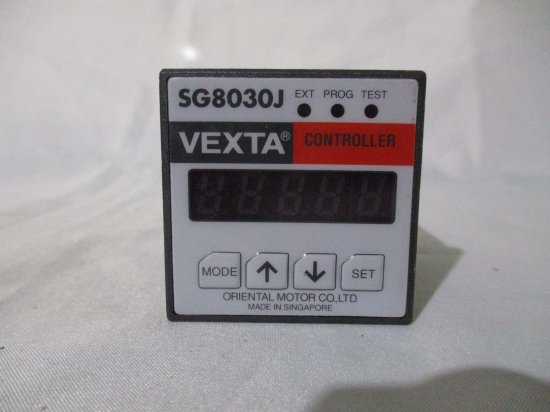 SG8030J
EXT PROG TEST
VEXTA® CONTROLLER
MODE ↑ ↓ SET
ORIENTAL MOTOR CO.,LTD.
MADE IN SINGAPORE